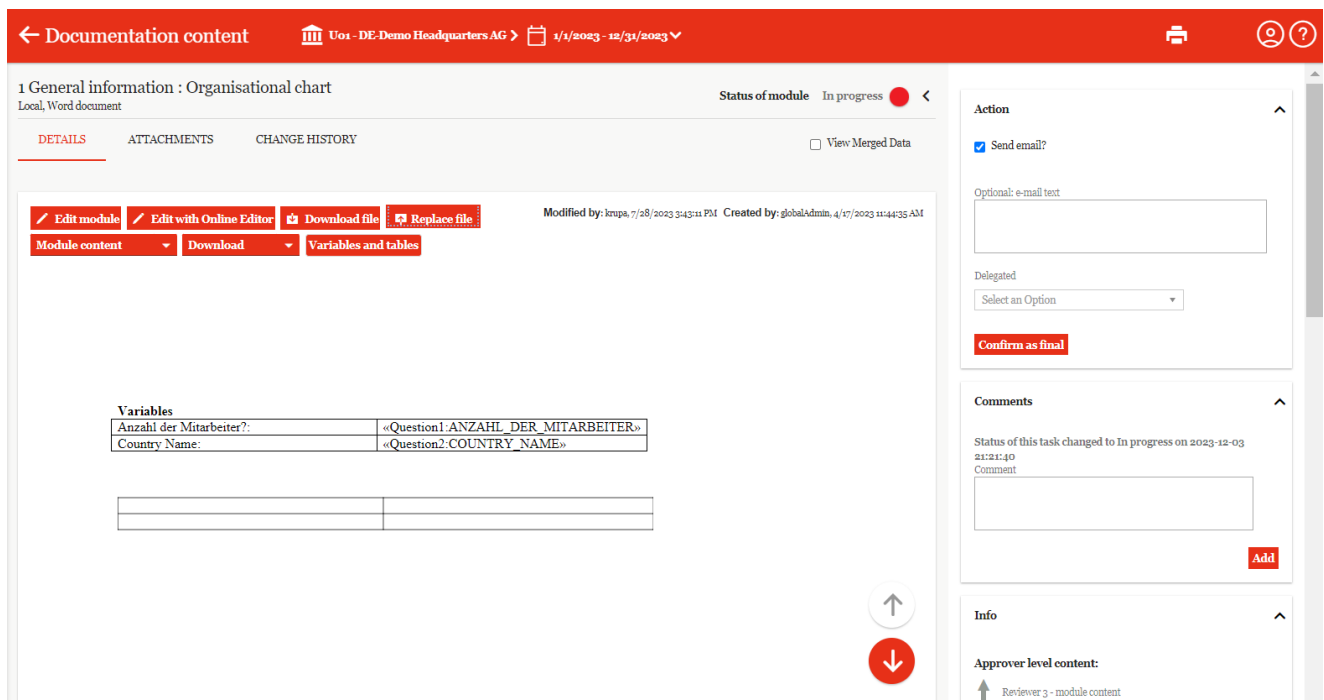 Documentation content
U01 - DE-Demo Headquarters AG
1/1/2023 - 12/31/2023
1 General information : Organisational chart
Local, Word document
Status of module In progress
DETAILS ATTACHMENTS CHANGE HISTORY
View Merged Data
Edit module Edit with Online Editor Download file Replace file
Modified by: krupa, 7/28/2023 3:43:11 PM Created by: globalAdmin, 4/17/2023 11:44:35 AM
Module content Download Variables and tables
Variables
Anzahl der Mitarbeiter?: «Question1:ANZAHL_DER_MITARBEITER»
Country Name: «Question2:COUNTRY_NAME»
Action
Send email?
Optional: e-mail text
Delegated
Select an Option
Confirm as final
Comments
Status of this task changed to In progress on 2023-12-03
21:21:40
Comment
Add
Info
Approver level content:
Reviewer 3 - module content